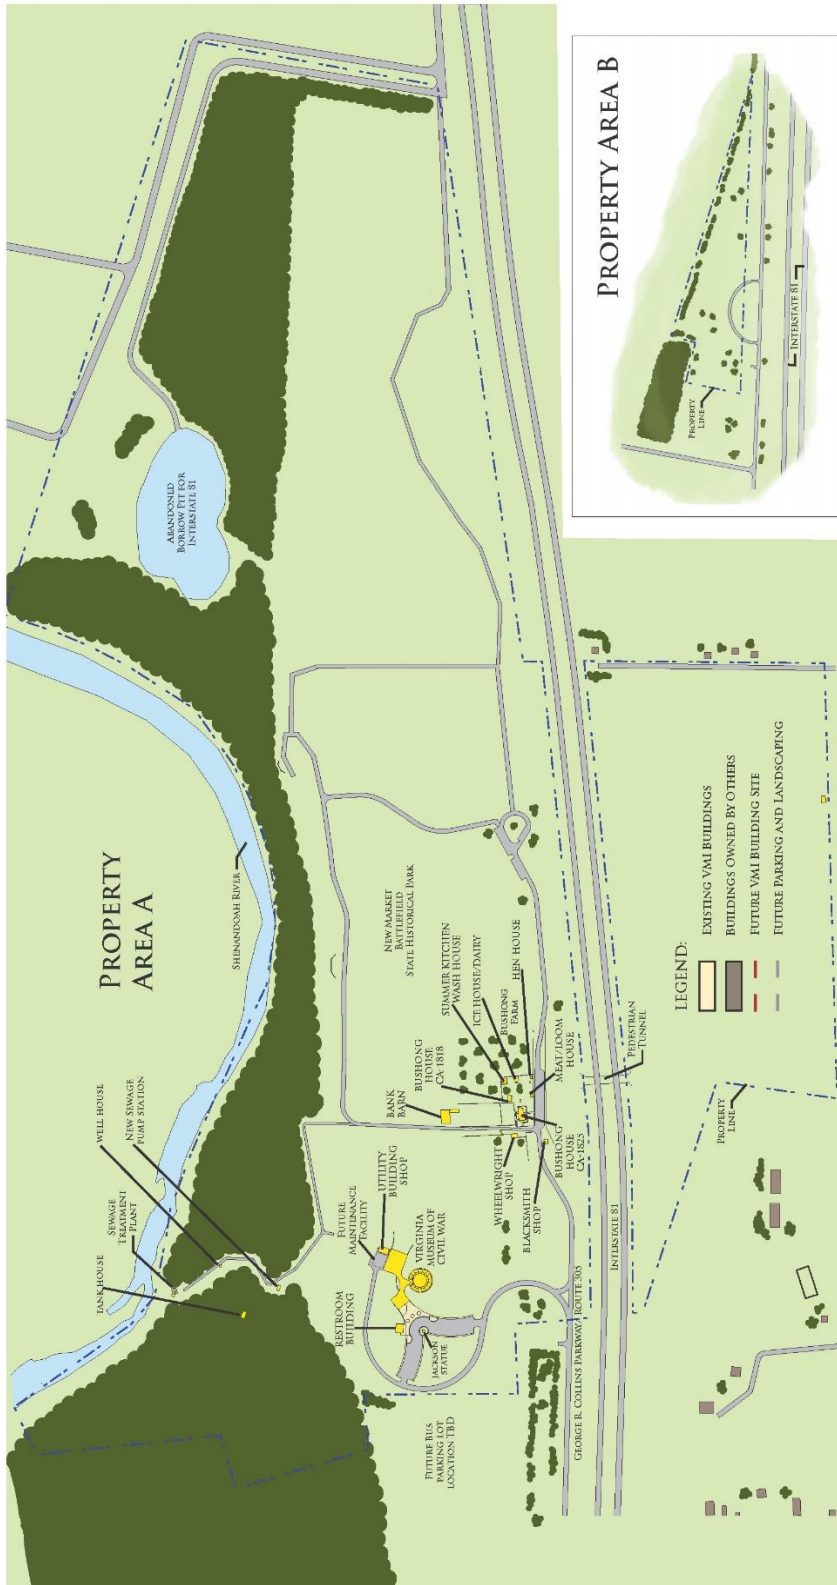 PROPERTY
AREA A
PROPERTY AREA B
ABANDONED
BORROW PIT FOR
INTERSTATE 81
SHENANDOAH RIVER
WELL HOUSE
NEW SEWAGE
PUMP STATION
SEWAGE
TREATMENT
PLANT
TANK HOUSE
NEW MARKET
BATTLEFIELD
STATE HISTORICAL PARK
SUMMER KITCHEN
WASH HOUSE
ICE HOUSE/DAIRY
BUSHONG
FARM
HEN HOUSE
BUSHONG
HOUSE
CA-1818
BANK
BARN
MEAT/LOOM
HOUSE
BUSHONG
HOUSE
CA-1825
WHEELWRIGHT
SHOP
BLACKSMITH
SHOP
UTILITY
BUILDING
SHOP
FUTURE
MAINTENANCE
FACILITY
VIRGINIA
MUSEUM OF
CIVIL WAR
RESTROOM
BUILDING
JACKSON
STATUE
FUTURE BUS
PARKING LOT
LOCATION TBD
GEORGE R. COLLINS PARKWAY/ ROUTE 305
INTERSTATE 81
PEDESTRIAN
TUNNEL
PROPERTY
LINE
LEGEND:
EXISTING VMI BUILDINGS
BUILDINGS OWNED BY OTHERS
FUTURE VMI BUILDING SITE
FUTURE PARKING AND LANDSCAPING
PROPERTY
LINE
INTERSTATE 81